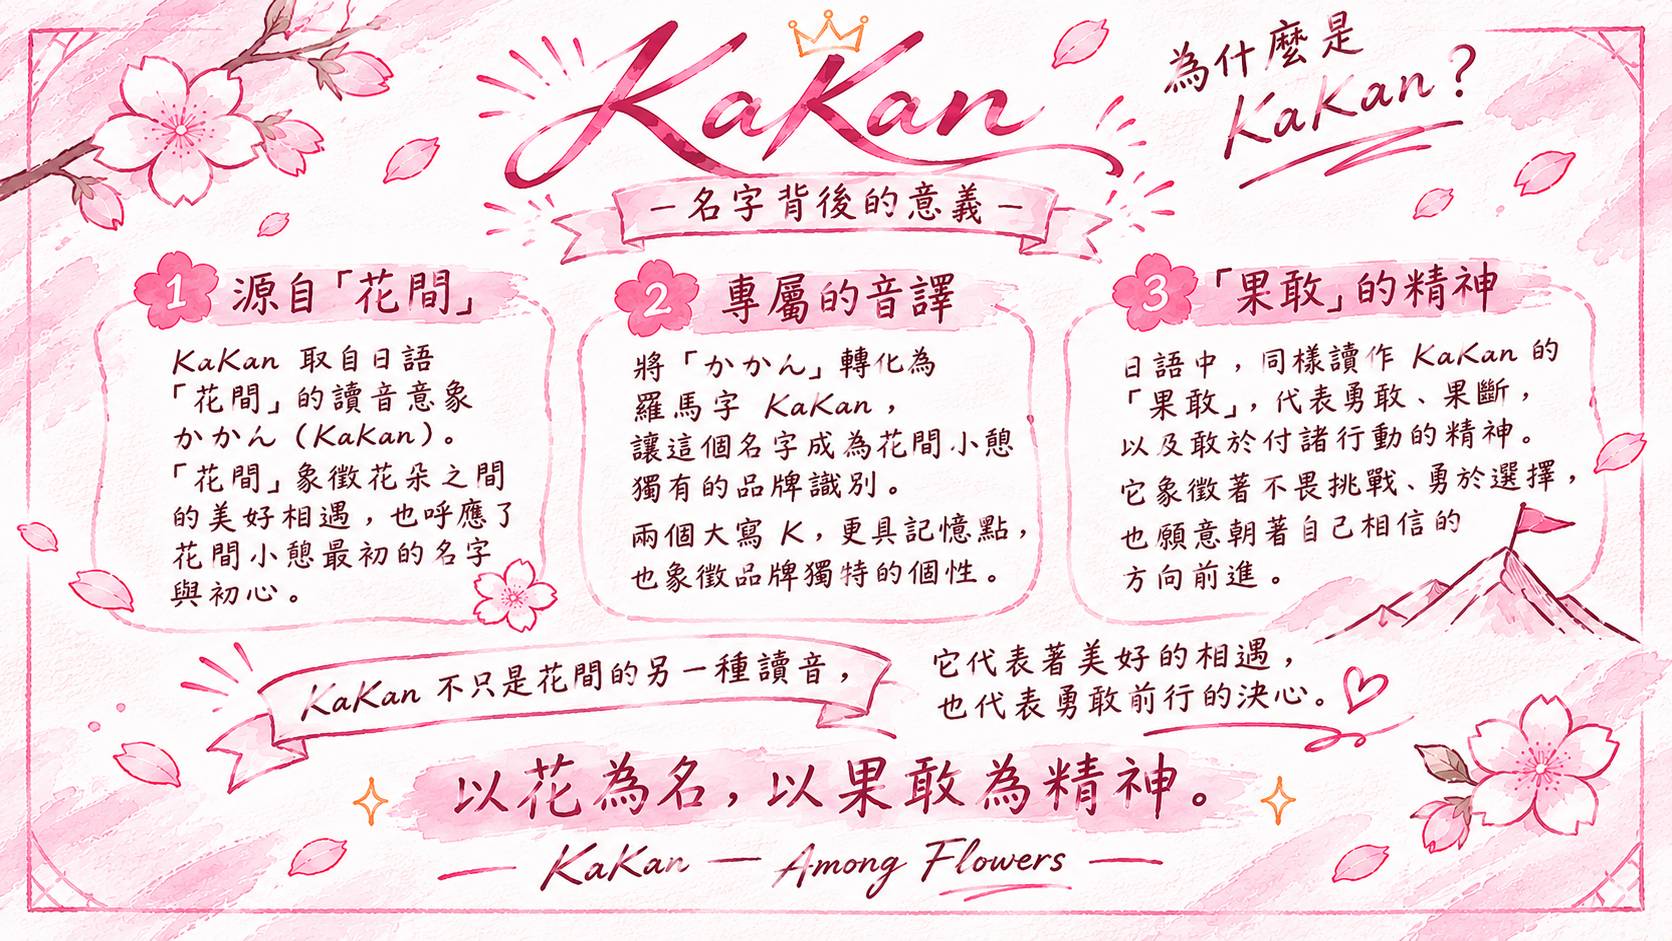 KaKan
為什麼是
KaKan？
– 名字背後的意義 –
1 源自「花間」
KaKan 取自日語
「花間」的讀音意象
かかん（KaKan）。
「花間」象徵花朵之間
的美好相遇，也呼應了
花間小憩最初的名字
與初心。
2 專屬的音譯
將「かかん」轉化為
羅馬字 KaKan，
讓這個名字成為花間小憩
獨有的品牌識別。
兩個大寫 K，更具記憶點，
也象徵品牌獨特的個性。
3 「果敢」的精神
日語中，同樣讀作 KaKan 的
「果敢」，代表勇敢、果斷，
以及敢於付諸行動的精神。
它象徵著不畏挑戰、勇於選擇，
也願意朝著自己相信的
方向前進。
KaKan 不只是花間的另一種讀音，
它代表著美好的相遇，
也代表勇敢前行的決心。
以花為名，以果敢為精神。
— KaKan — Among Flowers —